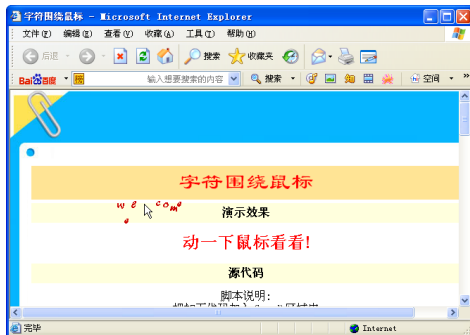 字符围绕鼠标 - Microsoft Internet Explorer
文件(F) 编辑(E) 查看(V) 收藏(A) 工具(T) 帮助(H)
后退 搜索 收藏夹
Bai百度 输入想要搜索的内容 搜索 空间 »
字符围绕鼠标
w e c o m e
e
演示效果
动一下鼠标看看!
源代码
脚本说明:
完毕 Internet